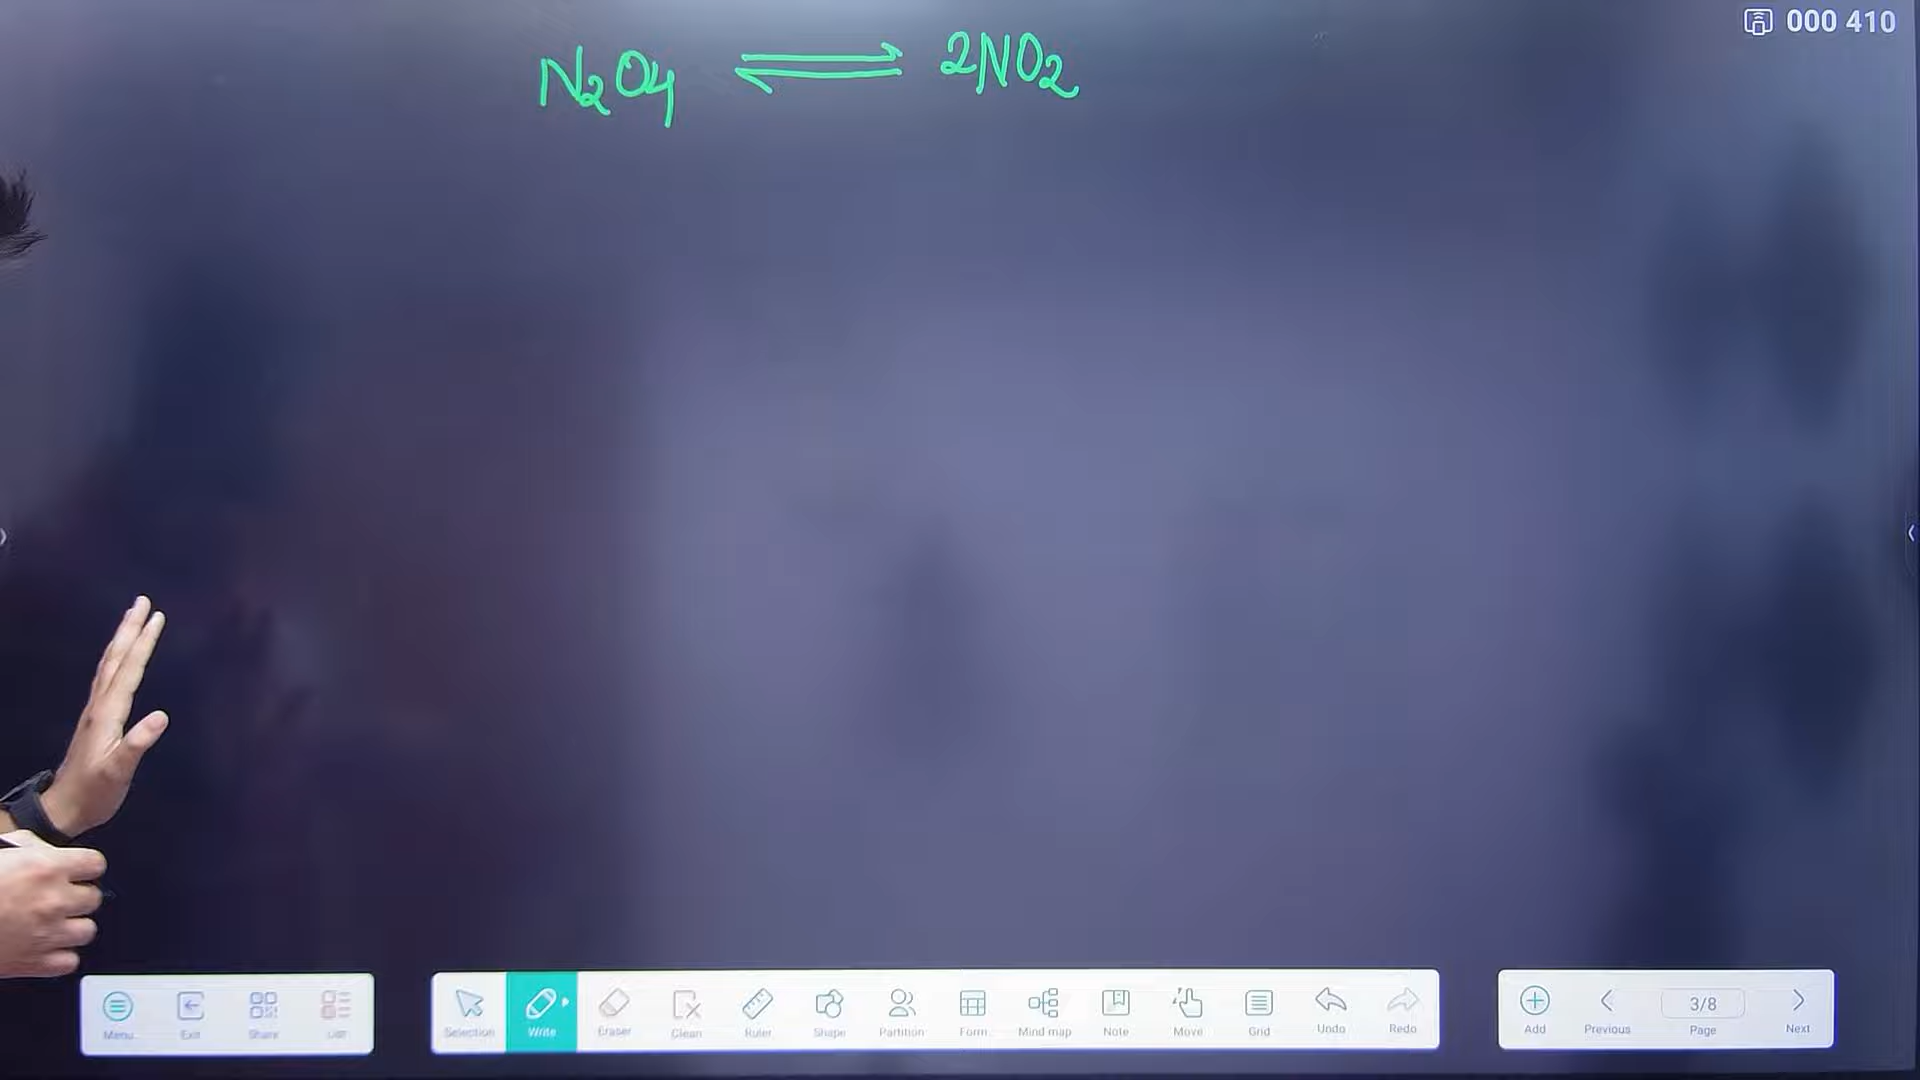 000 410
N₂O₄ ⇌ 2NO₂
Menu Exit Share List Selection Write Eraser Clean Ruler Shape Partition Form Mind map Note Move Grid Undo Redo Add Previous 3/8 Page Next